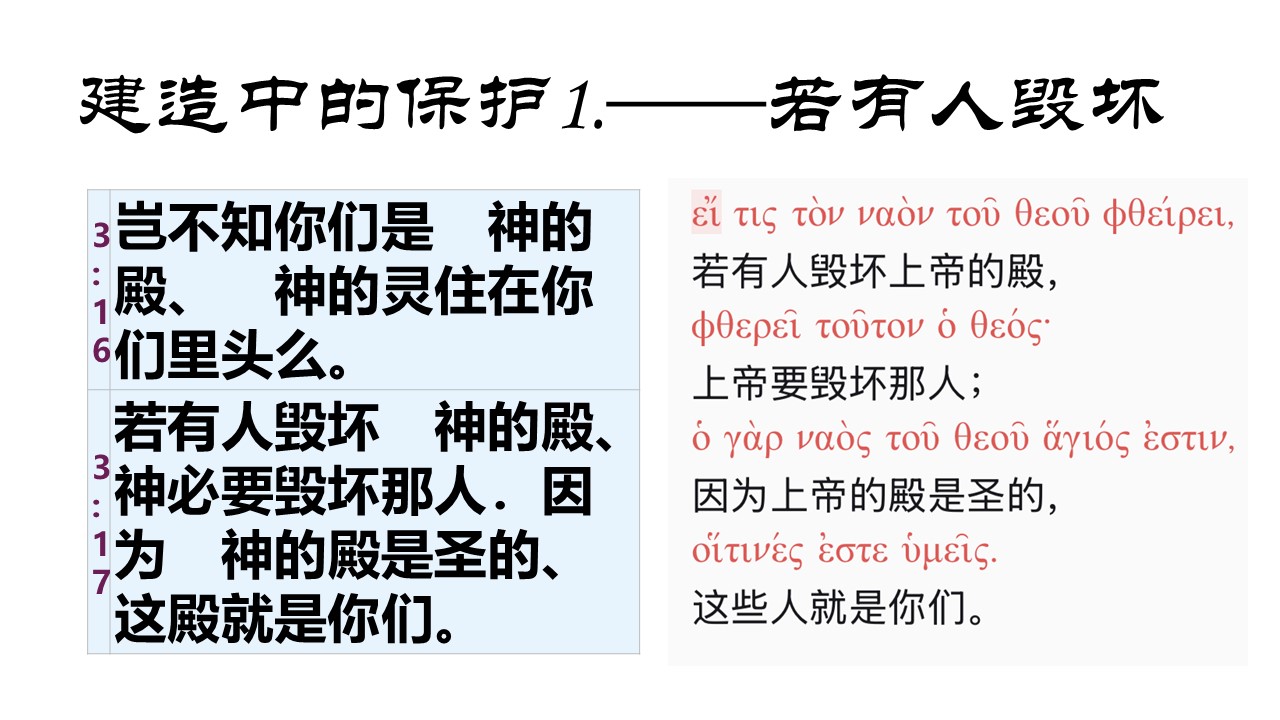 建造中的保护1.——若有人毁坏
3:16
岂不知你们是　神的
殿、　神的灵住在你
们里头么。
3:17
若有人毁坏　神的殿、
神必要毁坏那人．因
为　神的殿是圣的、
这殿就是你们。
εἴ τις τὸν ναὸν τοῦ θεοῦ φθείρει,
若有人毁坏上帝的殿，
φθερεῖ τοῦτον ὁ θεός·
上帝要毁坏那人；
ὁ γὰρ ναὸς τοῦ θεοῦ ἅγιός ἐστιν,
因为上帝的殿是圣的，
οἵτινές ἐστε ὑμεῖς.
这些人就是你们。